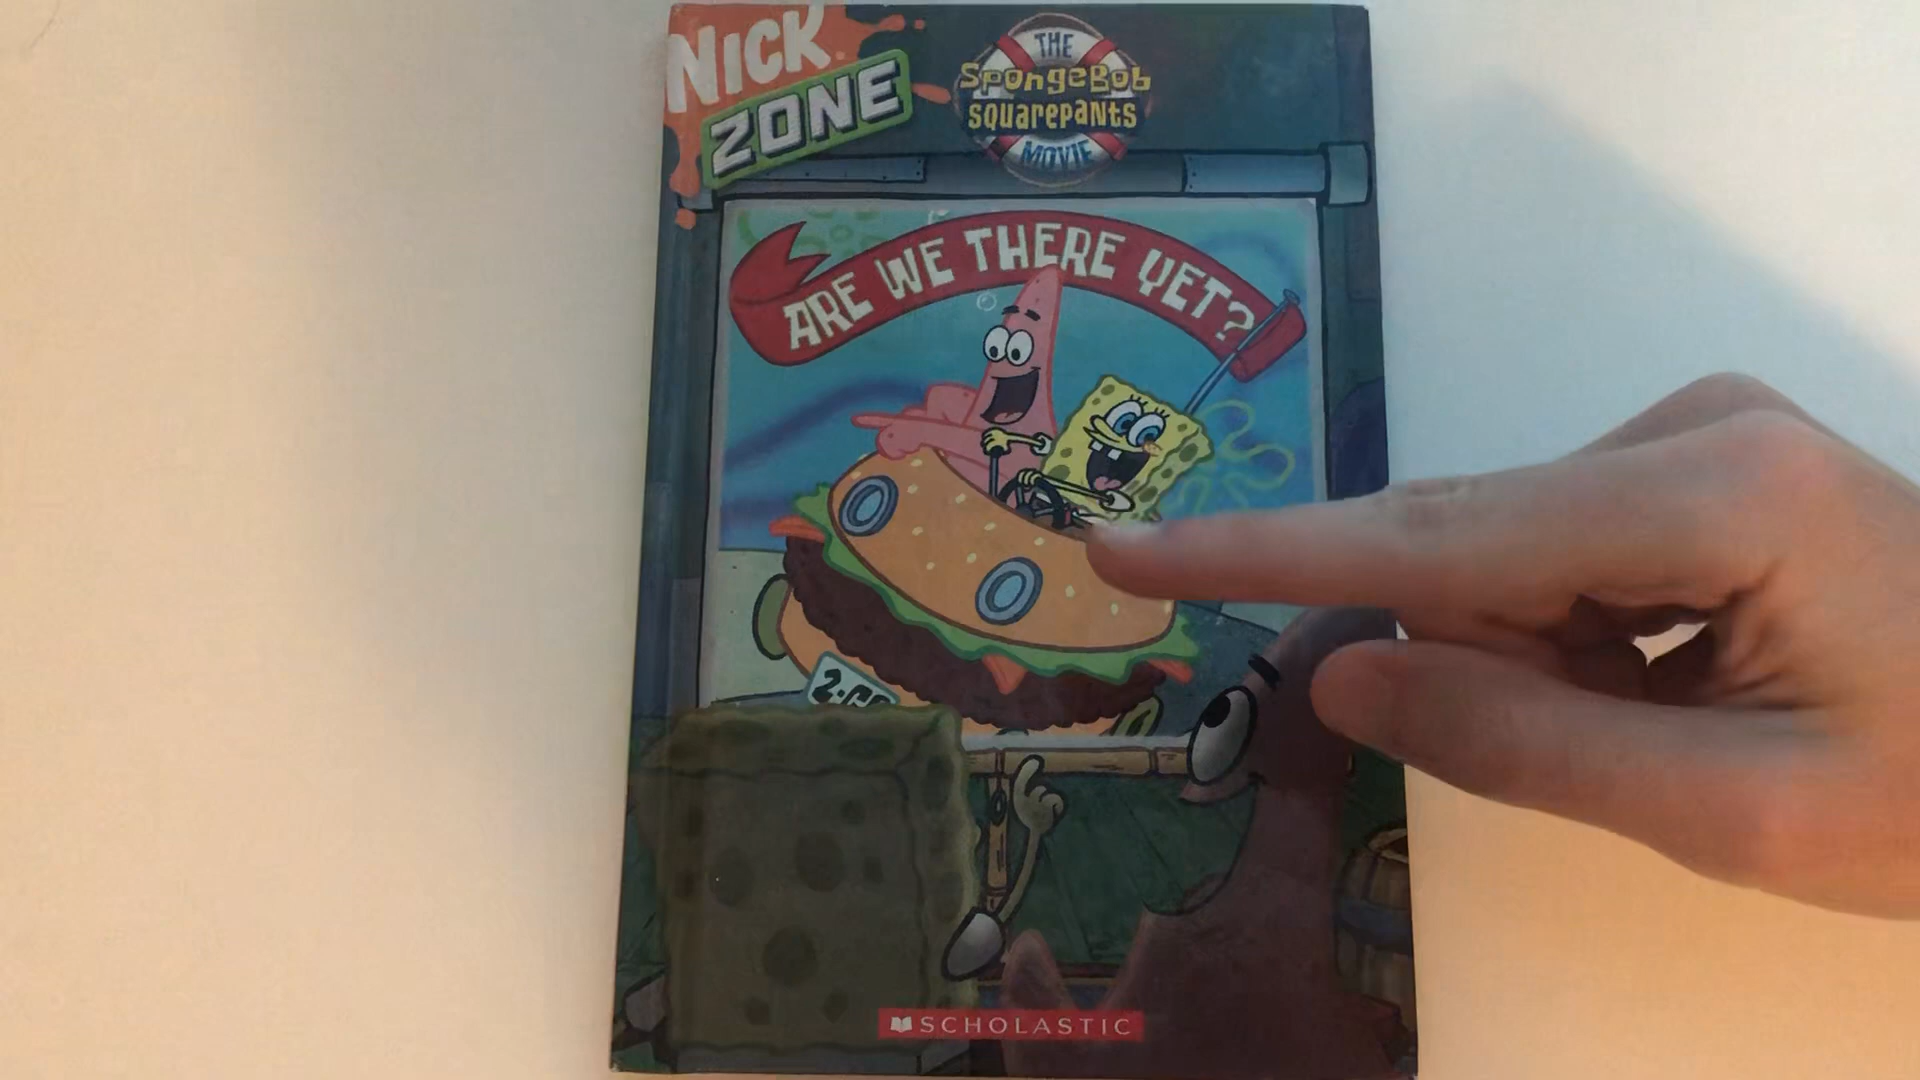 NICK
ZONE
THE
SpongeBob
SQUAREPANTS
MOVIE
ARE WE THERE YET?
SCHOLASTIC